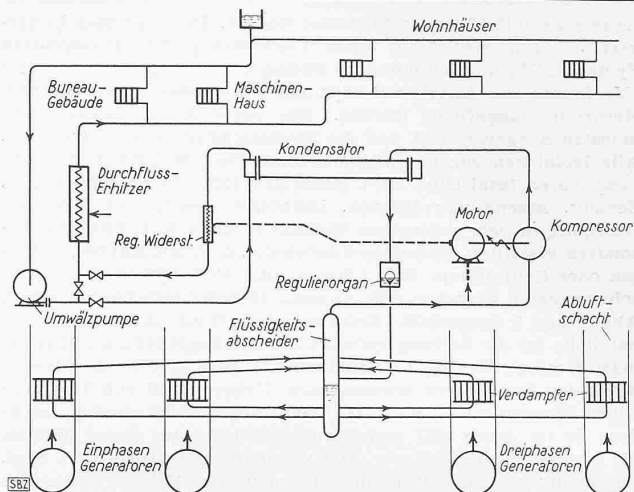 Wohnhäuser
Bureau-
Gebäude
Maschinen-
Haus
Kondensator
Durchfluss-
Erhitzer
Motor
Kompressor
Reg. Widerst.
Regulierorgan
Umwälzpumpe
Flüssigkeits-
abscheider
Abluft-
schacht
Verdampfer
Einphasen
Generatoren
Dreiphasen
Generatoren
SBZ